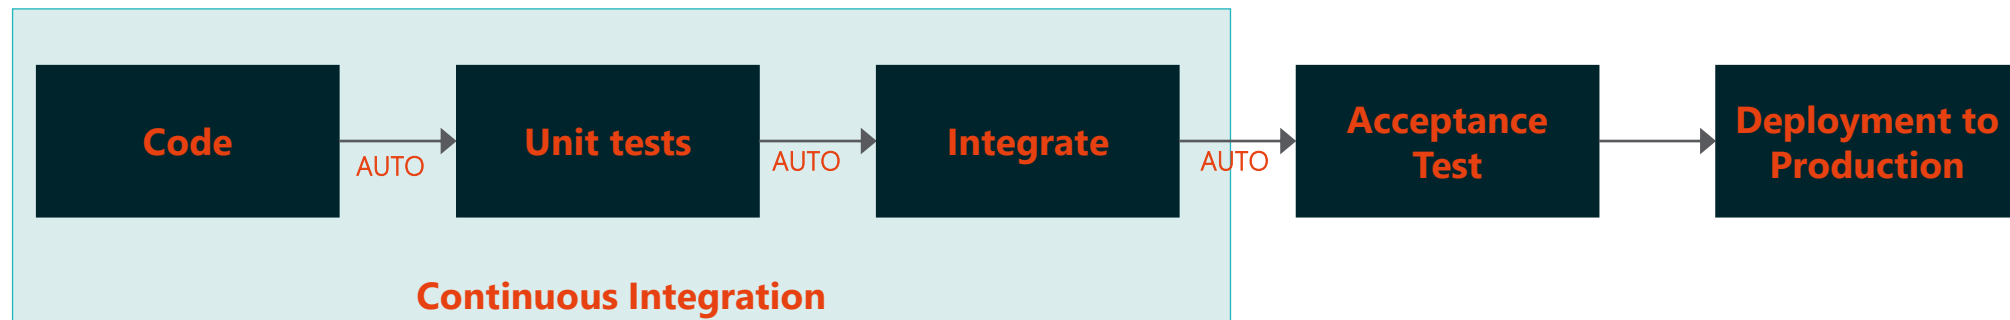 Code
AUTO
Unit tests
AUTO
Integrate
AUTO
Acceptance
Test
Deployment to
Production
Continuous Integration